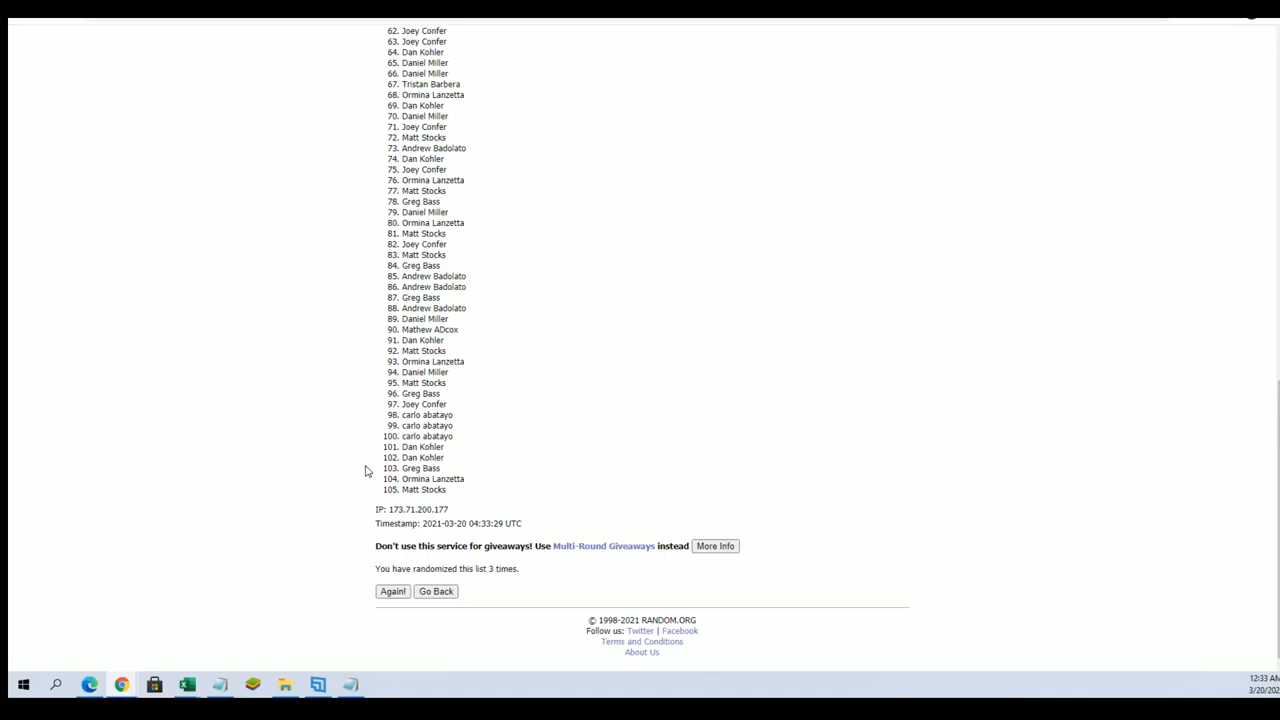 62. Joey Confer
63. Joey Confer
64. Dan Kohler
65. Daniel Miller
66. Daniel Miller
67. Tristan Barbera
68. Ormina Lanzetta
69. Dan Kohler
70. Daniel Miller
71. Joey Confer
72. Matt Stocks
73. Andrew Badolato
74. Dan Kohler
75. Joey Confer
76. Ormina Lanzetta
77. Matt Stocks
78. Greg Bass
79. Daniel Miller
80. Ormina Lanzetta
81. Matt Stocks
82. Joey Confer
83. Matt Stocks
84. Greg Bass
85. Andrew Badolato
86. Andrew Badolato
87. Greg Bass
88. Andrew Badolato
89. Daniel Miller
90. Mathew ADcox
91. Dan Kohler
92. Matt Stocks
93. Ormina Lanzetta
94. Daniel Miller
95. Matt Stocks
96. Greg Bass
97. Joey Confer
98. carlo abatayo
99. carlo abatayo
100. carlo abatayo
101. Dan Kohler
102. Dan Kohler
103. Greg Bass
104. Ormina Lanzetta
105. Matt Stocks
IP: 173.71.200.177
Timestamp: 2021-03-20 04:33:29 UTC
Don't use this service for giveaways! Use Multi-Round Giveaways instead More Info
You have randomized this list 3 times.
Again! Go Back
© 1998-2021 RANDOM.ORG
Follow us: Twitter | Facebook
Terms and Conditions
About Us
12:33 AM
3/20/202